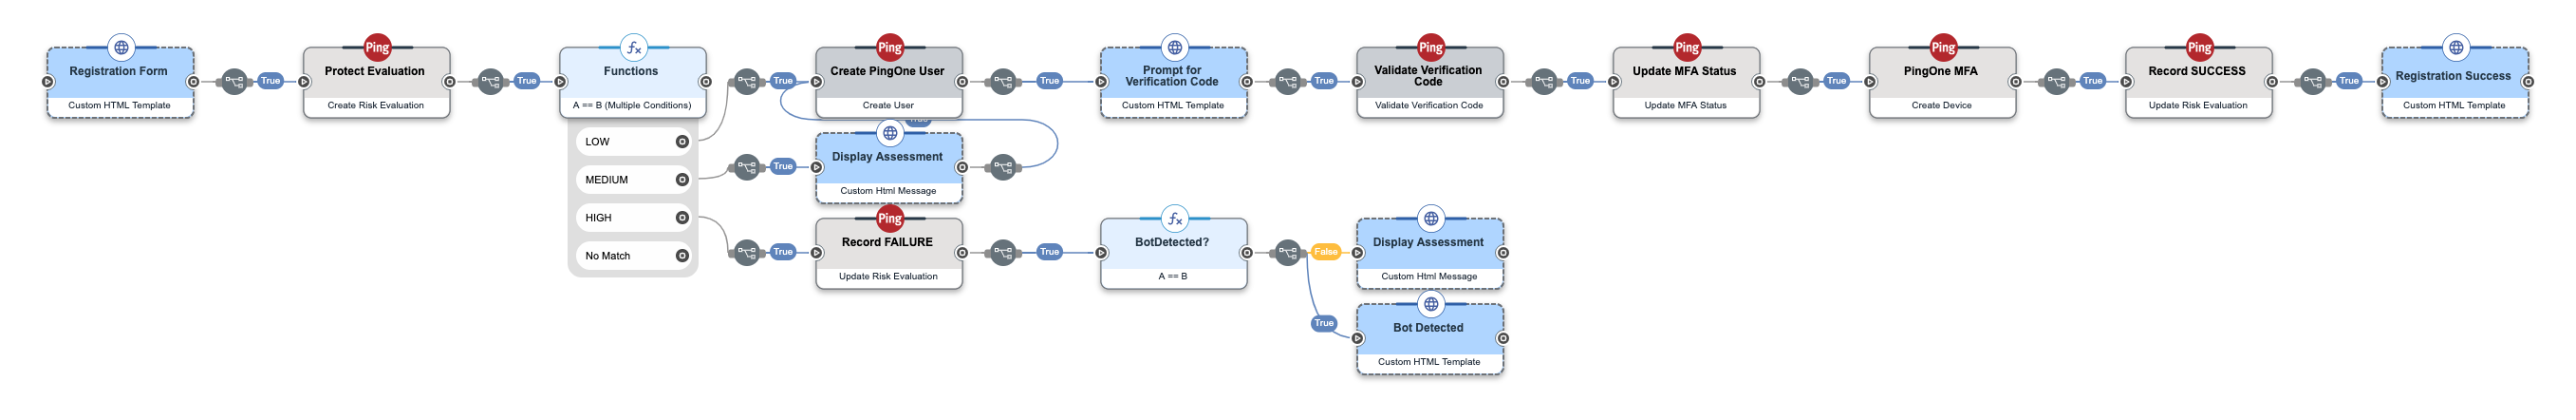 Registration Form
Custom HTML Template
True
Ping
Protect Evaluation
Create Risk Evaluation
True
fx
Functions
A == B (Multiple Conditions)
LOW
MEDIUM
HIGH
No Match
True
Ping
Create PingOne User
Create User
True
Prompt for
Verification Code
Custom HTML Template
True
Ping
Validate Verification
Code
Validate Verification Code
True
Ping
Update MFA Status
Update MFA Status
True
Ping
PingOne MFA
Create Device
True
Ping
Record SUCCESS
Update Risk Evaluation
True
Registration Success
Custom HTML Template
True
Display Assessment
Custom Html Message
True
Ping
Record FAILURE
Update Risk Evaluation
True
fx
BotDetected?
A == B
False
Display Assessment
Custom Html Message
True
Bot Detected
Custom HTML Template